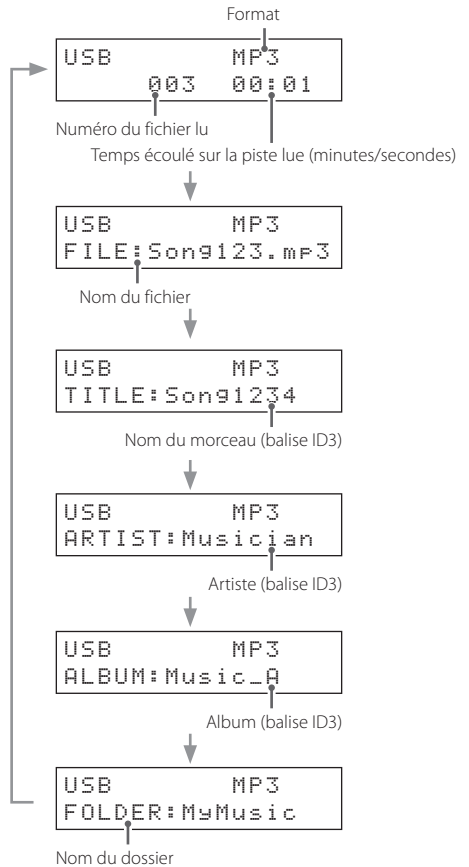 Format
USB MP3
003 00:01
Numéro du fichier lu
Temps écoulé sur la piste lue (minutes/secondes)
USB MP3
FILE:Song123.mp3
Nom du fichier
USB MP3
TITLE:Song1234
Nom du morceau (balise ID3)
USB MP3
ARTIST:Musician
Artiste (balise ID3)
USB MP3
ALBUM:Music_A
Album (balise ID3)
USB MP3
FOLDER:MyMusic
Nom du dossier